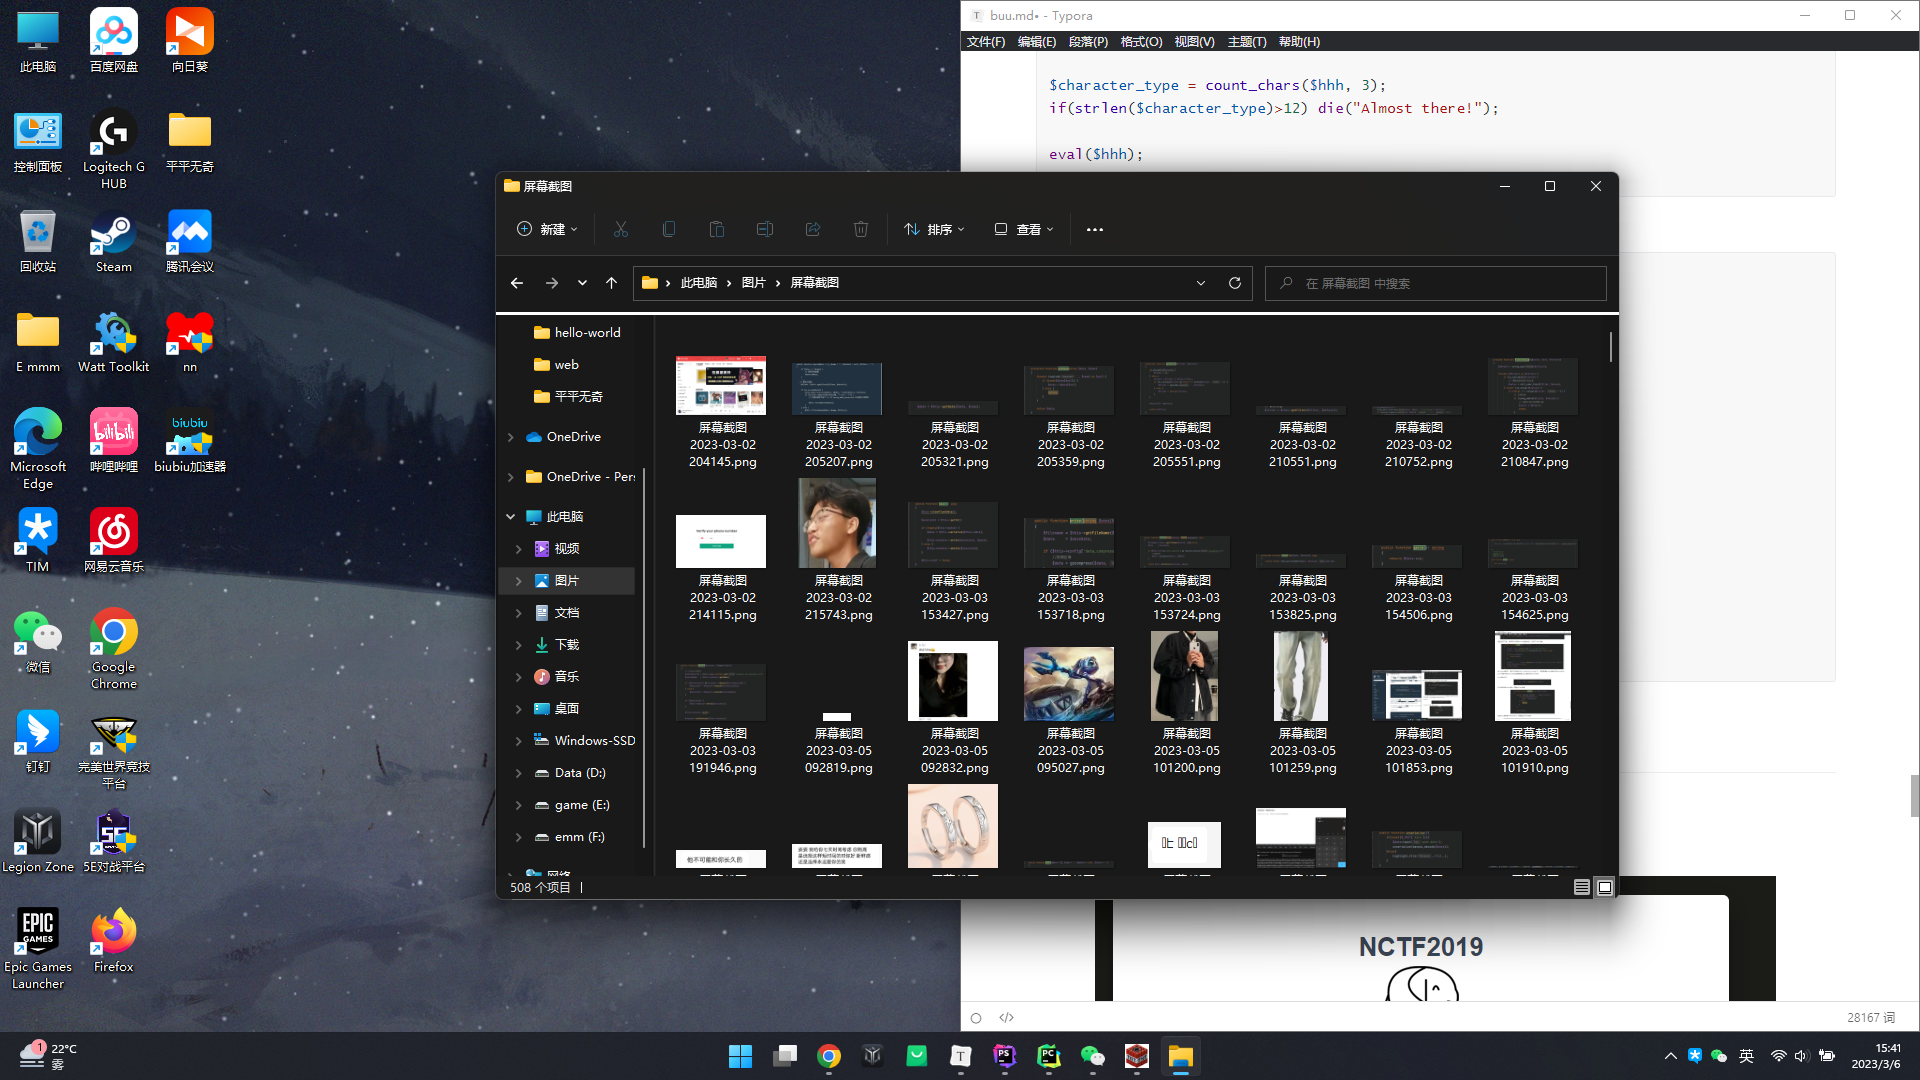 此电脑
百度网盘
向日葵
控制面板
Logitech G
HUB
平平无奇
回收站
Steam
腾讯会议
E mmm
Watt Toolkit
nn
Microsoft
Edge
bilibili
哔哩哔哩
biubiu
biubiu加速器
TIM
网易云音乐
微信
Google
Chrome
钉钉
完美世界竞技
平台
Legion Zone
5E对战平台
EPIC
GAMES
Epic Games
Launcher
Firefox
T buu.md• - Typora
文件(F) 编辑(E) 段落(P) 格式(O) 视图(V) 主题(T) 帮助(H)
$character_type = count_chars($hhh, 3);
if(strlen($character_type)>12) die("Almost there!");
eval($hhh);
屏幕截图
新建
排序
查看
此电脑 › 图片 › 屏幕截图
在 屏幕截图 中搜索
hello-world
web
平平无奇
OneDrive
OneDrive - Pers
此电脑
视频
图片
文档
下载
音乐
桌面
Windows-SSD
Data (D:)
game (E:)
emm (F:)
网络
屏幕截图
2023-03-02
204145.png
屏幕截图
2023-03-02
205207.png
屏幕截图
2023-03-02
205321.png
屏幕截图
2023-03-02
205359.png
屏幕截图
2023-03-02
205551.png
屏幕截图
2023-03-02
210551.png
屏幕截图
2023-03-02
210752.png
屏幕截图
2023-03-02
210847.png
屏幕截图
2023-03-02
214115.png
屏幕截图
2023-03-02
215743.png
屏幕截图
2023-03-03
153427.png
屏幕截图
2023-03-03
153718.png
屏幕截图
2023-03-03
153724.png
屏幕截图
2023-03-03
153825.png
屏幕截图
2023-03-03
154506.png
屏幕截图
2023-03-03
154625.png
屏幕截图
2023-03-03
191946.png
屏幕截图
2023-03-05
092819.png
屏幕截图
2023-03-05
092832.png
屏幕截图
2023-03-05
095027.png
屏幕截图
2023-03-05
101200.png
屏幕截图
2023-03-05
101259.png
屏幕截图
2023-03-05
101853.png
屏幕截图
2023-03-05
101910.png
他不可能和你长久的
508 个项目
NCTF2019
</>
28167 词
1
22°C
雾
T
PS
PC
英
15:41
2023/3/6